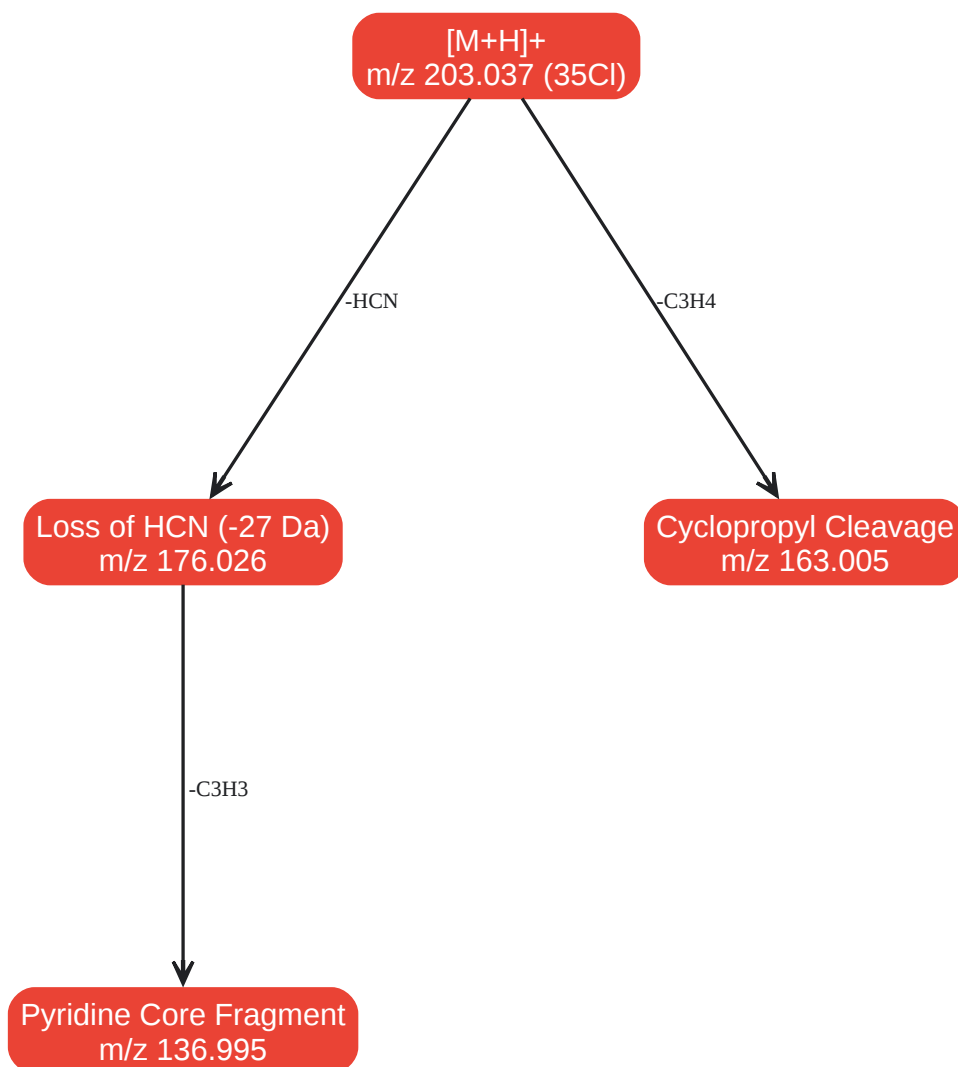 [M+H]+
m/z 203.037 (35Cl)
-HCN
-C3H4
Loss of HCN (-27 Da)
m/z 176.026
Cyclopropyl Cleavage
m/z 163.005
-C3H3
Pyridine Core Fragment
m/z 136.995